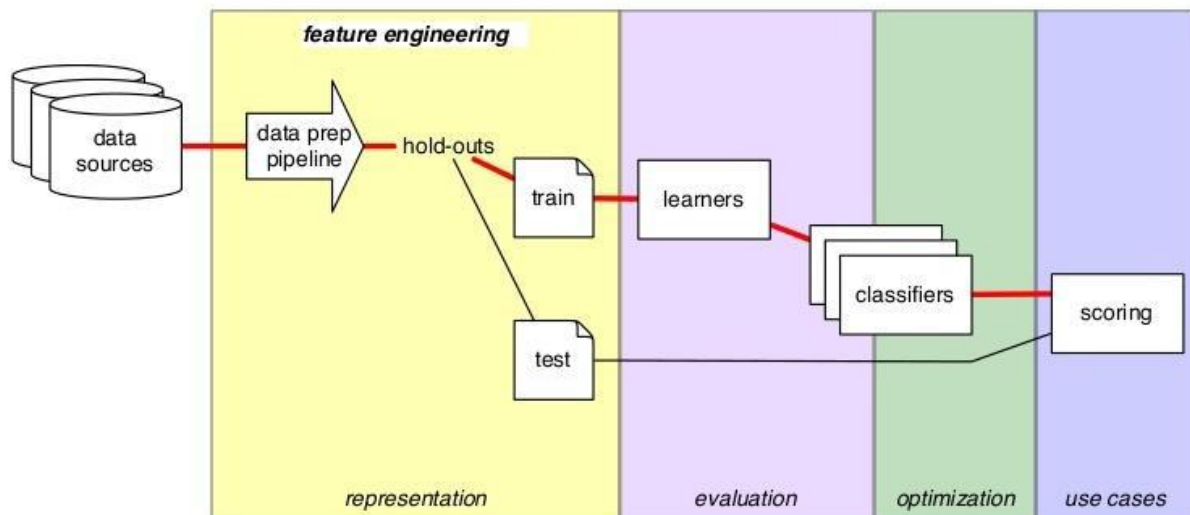 feature engineering
data
sources
data prep
pipeline
hold-outs
train
learners
classifiers
scoring
test
representation
evaluation
optimization
use cases